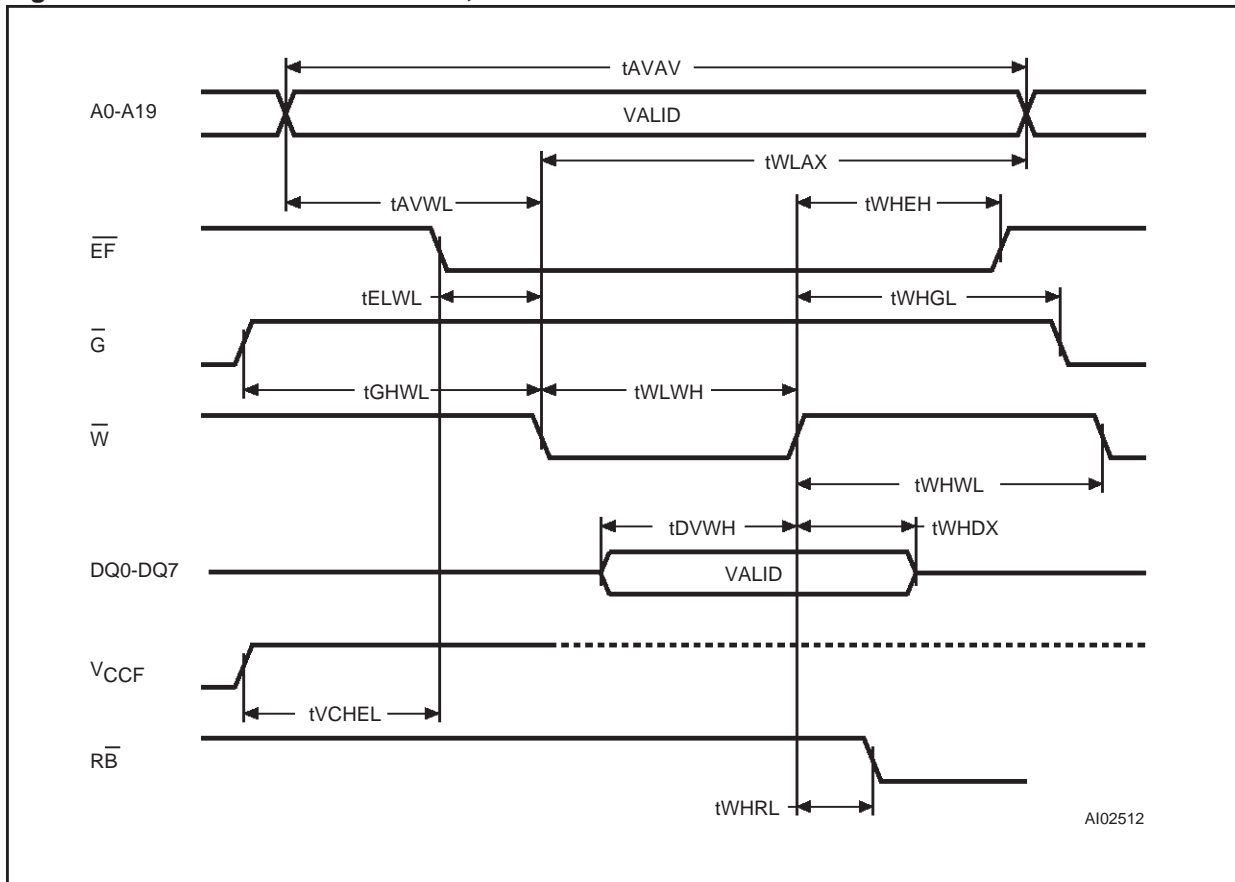 tAVAV
A0-A19
VALID
tWLAX
tAVWL
tWHEH
EF
tELWL
tWHGL
G
tGHWL
tWLWH
W
tWHWL
tDVWH
tWHDX
DQ0-DQ7
VALID
VCCF
tVCHEL
RB
tWHRL
AI02512